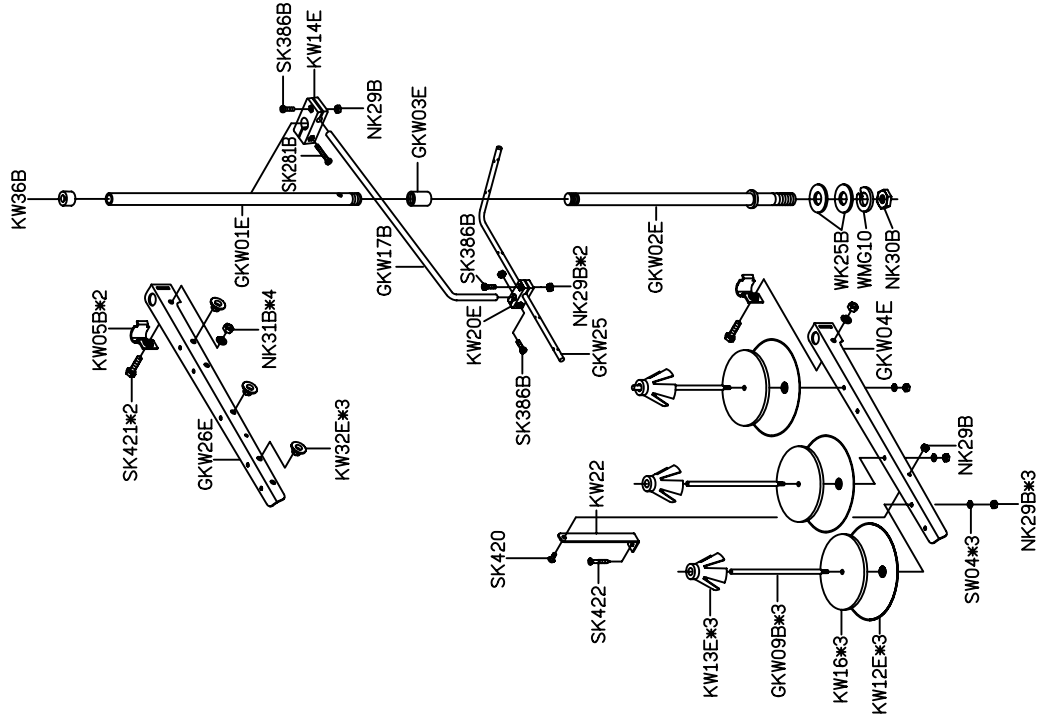 KW36B
SK386B
KW14E
NK29B
SK281B
GKW03E
GKW01E
GKW17B
SK386B
GKW02E
WK25B
WMG10
NK30B
KW05B*2
NK31B*4
KW20E
NK29B*2
GKW25
SK386B
GKW04E
SK421*2
GKW26E
KW32E*3
KW22
NK29B
NK29B*3
SK420
SK422
SW04*3
KW13E*3
GKW09B*3
KW16*3
KW12E*3